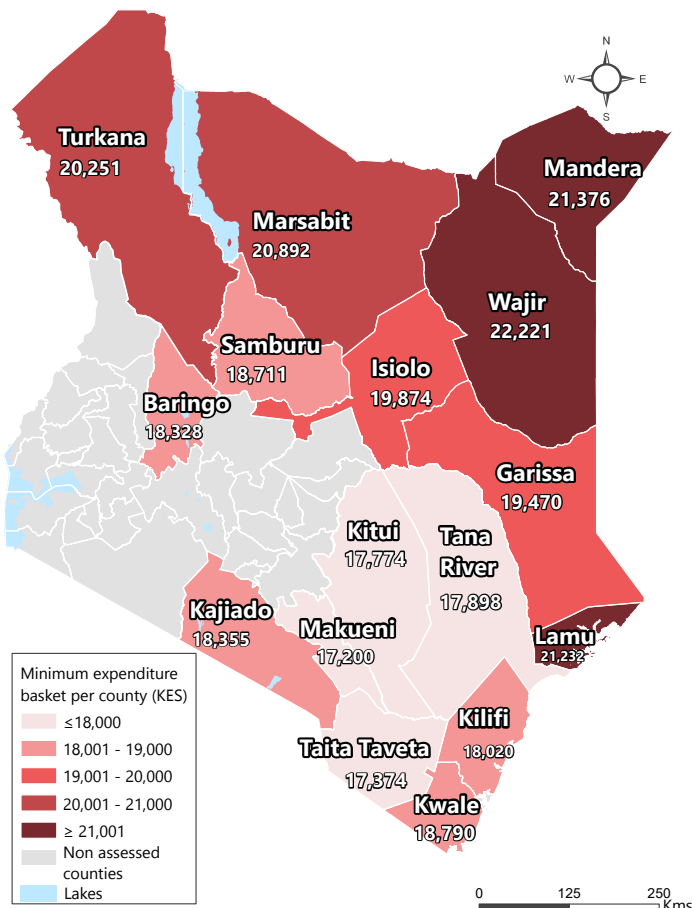 N
W
E
S
Turkana
20,251
Mandera
21,376
Marsabit
20,892
Wajir
22,221
Samburu
18,711
Isiolo
19,874
Baringo
18,328
Garissa
19,470
Kitui
17,774
Tana
River
17,898
Kajiado
18,355
Makueni
17,200
Lamu
21,232
Kilifi
18,020
Taita Taveta
17,374
Kwale
18,790
Minimum expenditure
basket per county (KES)
≤18,000
18,001 - 19,000
19,001 - 20,000
20,001 - 21,000
≥ 21,001
Non assessed
counties
Lakes
0 125 250
Kms